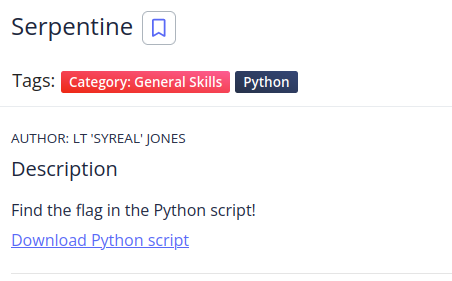 Serpentine
Tags: Category: General Skills Python
AUTHOR: LT 'SYREAL' JONES
Description
Find the flag in the Python script!
Download Python script